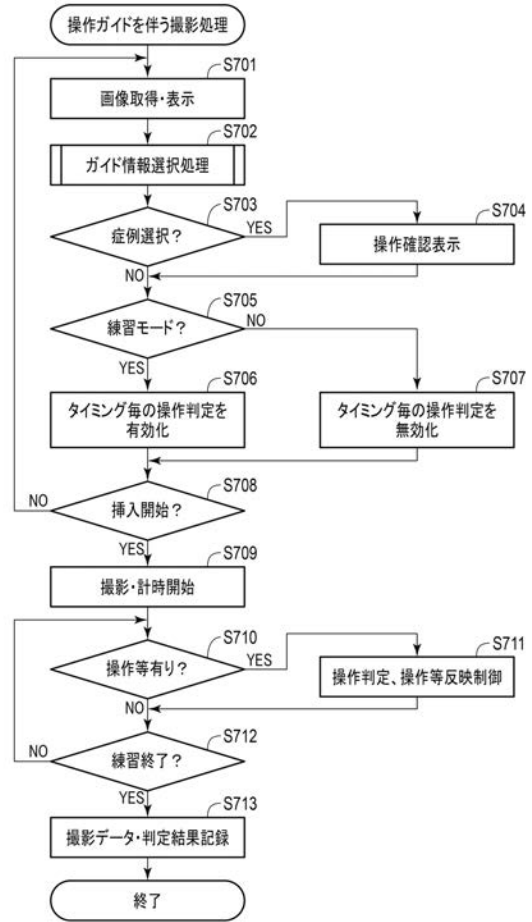 操作ガイドを伴う撮影処理
S701
画像取得・表示
S702
ガイド情報選択処理
S703
症例選択？
YES
S704
操作確認表示
NO
S705
練習モード？
NO
YES
S706
タイミング毎の操作判定を
有効化
S707
タイミング毎の操作判定を
無効化
S708
挿入開始？
NO
YES
S709
撮影・計時開始
S710
操作等有り？
YES
S711
操作判定、操作等反映制御
NO
S712
練習終了？
NO
YES
S713
撮影データ・判定結果記録
終了